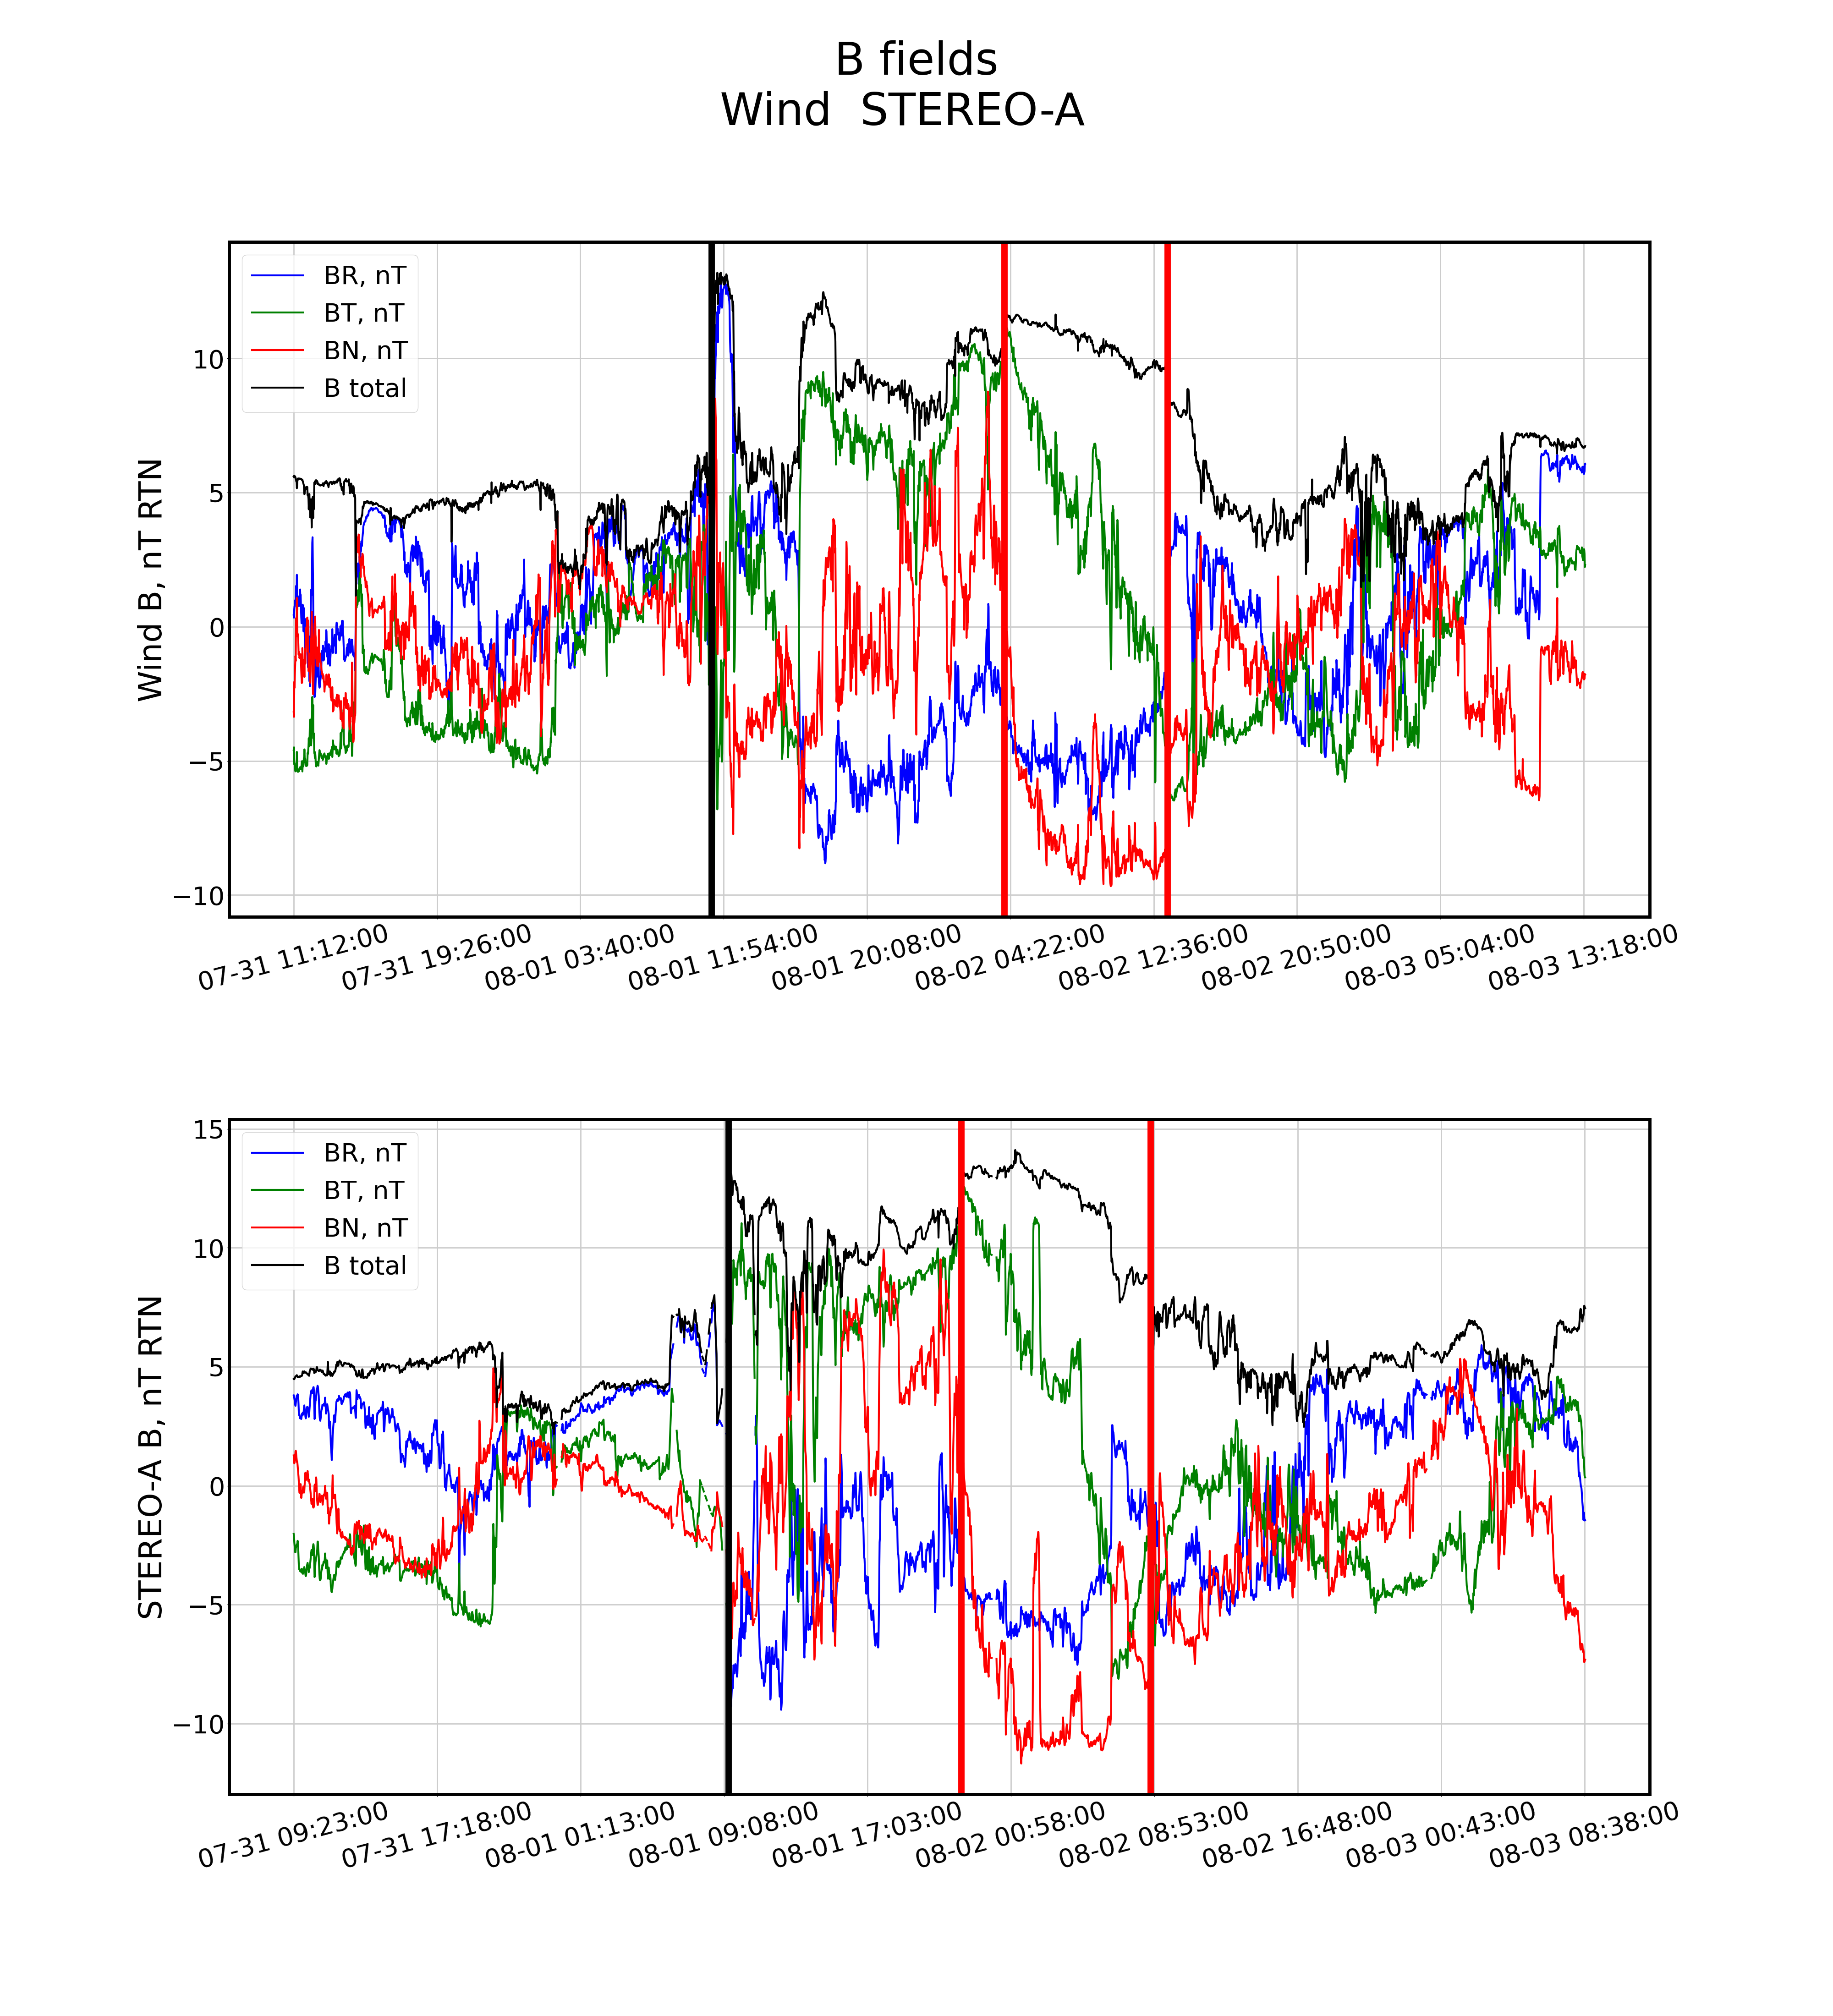 B fields
Wind  STEREO-A
BR, nT
BT, nT
BN, nT
B total
Wind B, nT RTN
10
5
0
−5
−10
07-31 11:12:00
07-31 19:26:00
08-01 03:40:00
08-01 11:54:00
08-01 20:08:00
08-02 04:22:00
08-02 12:36:00
08-02 20:50:00
08-03 05:04:00
08-03 13:18:00
BR, nT
BT, nT
BN, nT
B total
STEREO-A B, nT RTN
15
10
5
0
−5
−10
07-31 09:23:00
07-31 17:18:00
08-01 01:13:00
08-01 09:08:00
08-01 17:03:00
08-02 00:58:00
08-02 08:53:00
08-02 16:48:00
08-03 00:43:00
08-03 08:38:00